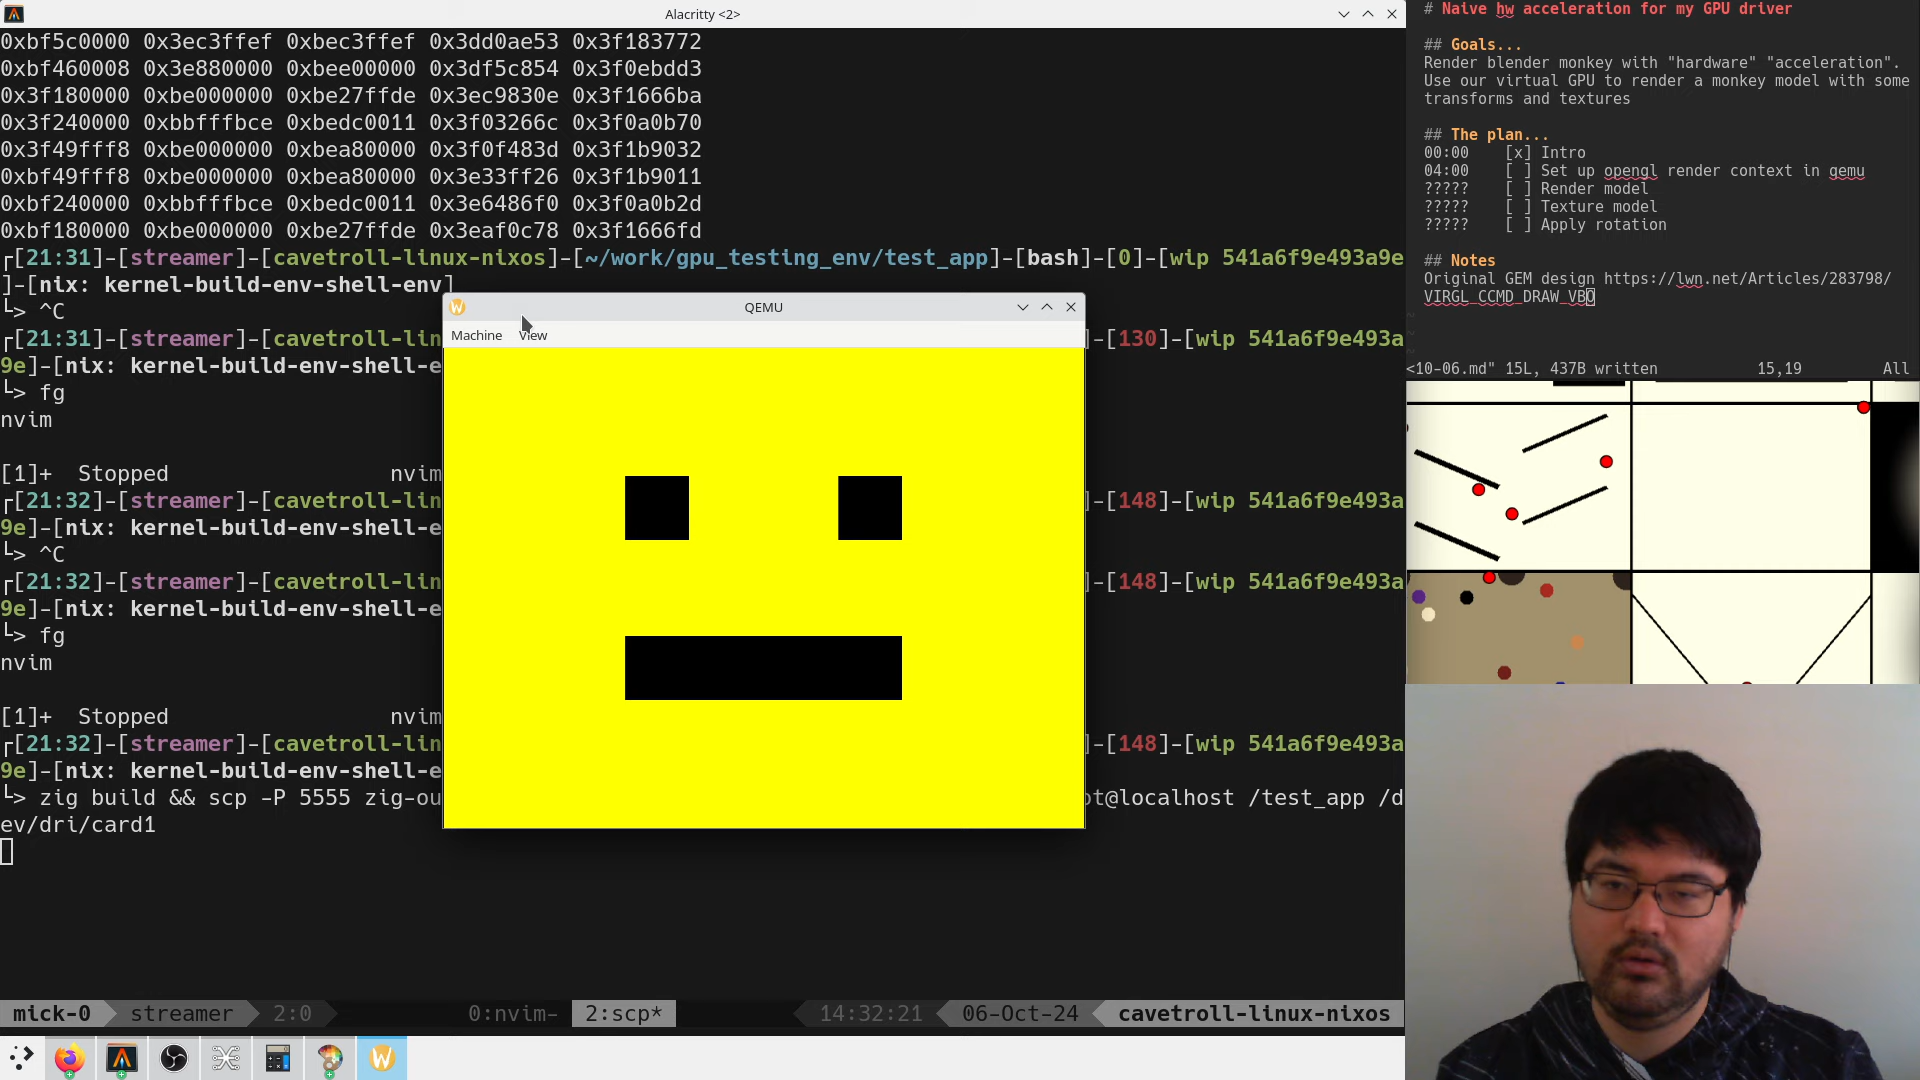 Alacritty <2>
0xbf5c0000 0x3ec3ffef 0xbec3ffef 0x3dd0ae53 0x3f183772
0xbf460008 0x3e880000 0xbee00000 0x3df5c854 0x3f0ebdd3
0x3f180000 0xbe000000 0xbe27ffde 0x3ec9830e 0x3f1666ba
0x3f240000 0xbbfffbce 0xbedc0011 0x3f03266c 0x3f0a0b70
0x3f49fff8 0xbe000000 0xbea80000 0x3f0f483d 0x3f1b9032
0xbf49fff8 0xbe000000 0xbea80000 0x3e33ff26 0x3f1b9011
0xbf240000 0xbbfffbce 0xbedc0011 0x3e6486f0 0x3f0a0b2d
0xbf180000 0xbe000000 0xbe27ffde 0x3eaf0c78 0x3f1666fd
┌[21:31]-[streamer]-[cavetroll-linux-nixos]-[~/work/gpu_testing_env/test_app]-[bash]-[0]-[wip 541a6f9e493a9e
]-[nix: kernel-build-env-shell-env]
└> ^C
┌[21:31]-[streamer]-[cavetroll-lin ]-[130]-[wip 541a6f9e493a
9e]-[nix: kernel-build-env-shell-e
└> fg
nvim
[1]+  Stopped                 nvim
┌[21:32]-[streamer]-[cavetroll-lin ]-[148]-[wip 541a6f9e493a
9e]-[nix: kernel-build-env-shell-e
└> ^C
┌[21:32]-[streamer]-[cavetroll-lin ]-[148]-[wip 541a6f9e493a
9e]-[nix: kernel-build-env-shell-e
└> fg
nvim
[1]+  Stopped                 nvim
┌[21:32]-[streamer]-[cavetroll-lin ]-[148]-[wip 541a6f9e493a
9e]-[nix: kernel-build-env-shell-e
└> zig build && scp -P 5555 zig-ou ot@localhost /test_app /d
ev/dri/card1
QEMU
Machine View
mick-0 streamer 2:0 0:nvim- 2:scp* 14:32:21 06-Oct-24 cavetroll-linux-nixos
# Naive hw acceleration for my GPU driver
## Goals...
Render blender monkey with "hardware" "acceleration".
Use our virtual GPU to render a monkey model with some
transforms and textures
## The plan...
00:00    [x] Intro
04:00    [ ] Set up opengl render context in qemu
?????    [ ] Render model
?????    [ ] Texture model
?????    [ ] Apply rotation
## Notes
Original GEM design https://lwn.net/Articles/283798/
VIRGL_CCMD_DRAW_VBO
~
~
~
<10-06.md" 15L, 437B written 15,19 All